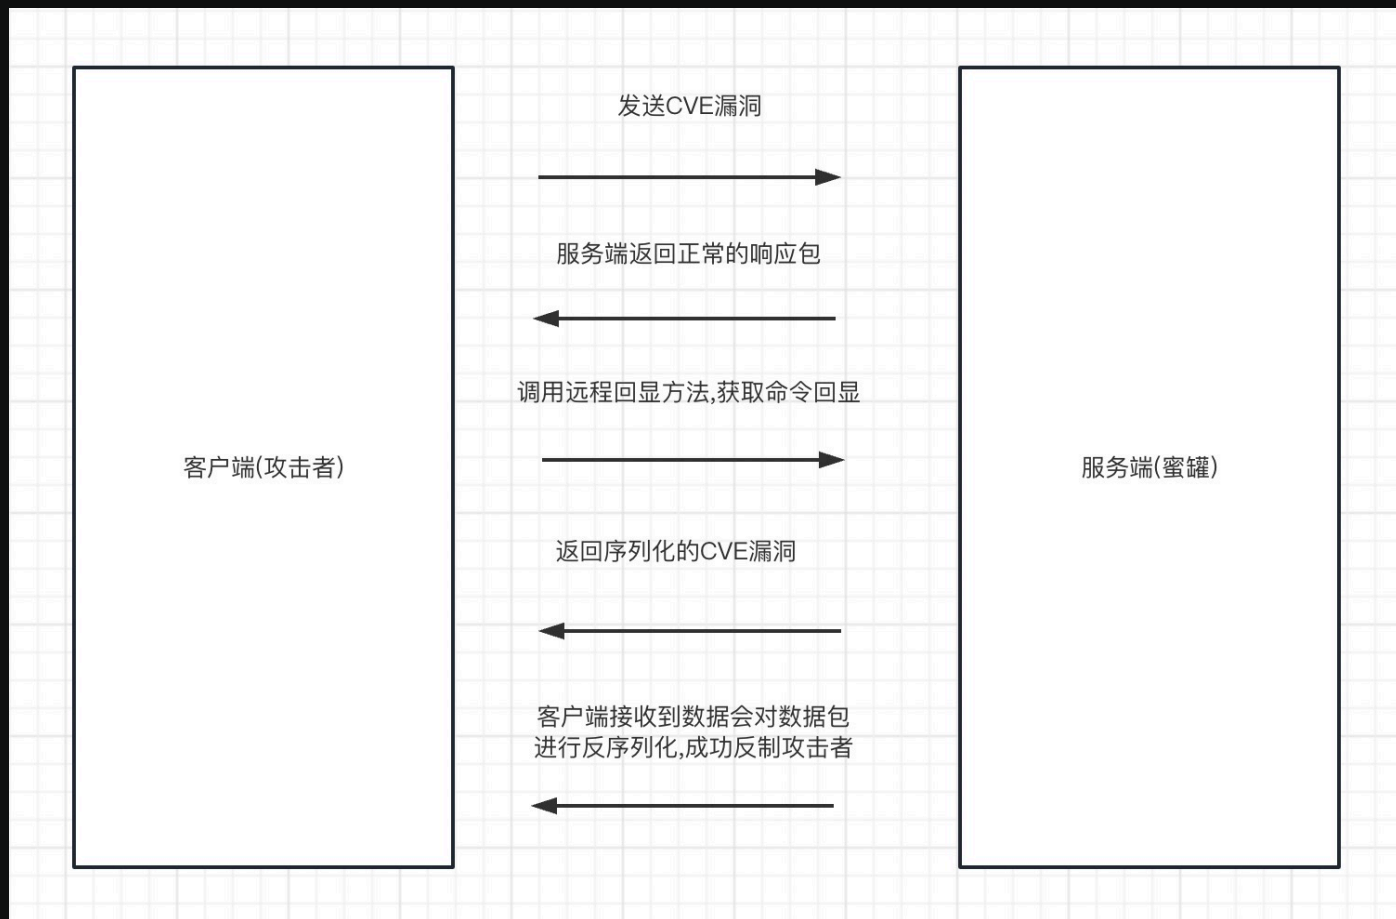 发送CVE漏洞
服务端返回正常的响应包
调用远程回显方法,获取命令回显
客户端(攻击者)
服务端(蜜罐)
返回序列化的CVE漏洞
客户端接收到数据会对数据包
进行反序列化,成功反制攻击者